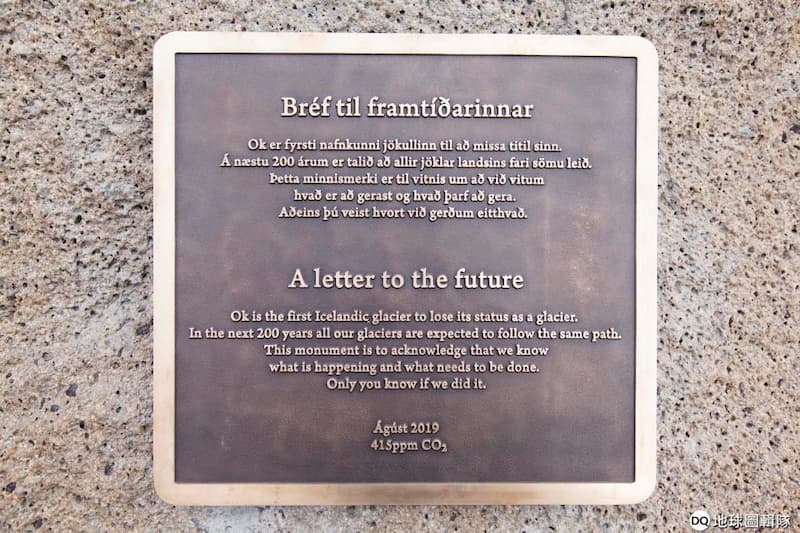 Bréf til framtíðarinnar
Ok er fyrsti nafnkunni jökullinn til að missa titil sinn.
Á næstu 200 árum er talið að allir jöklar landsins fari sömu leið.
Þetta minnismerki er til vitnis um að við vitum
hvað er að gerast og hvað þarf að gera.
Aðeins þú veist hvort við gerðum eitthvað.
A letter to the future
Ok is the first Icelandic glacier to lose its status as a glacier.
In the next 200 years all our glaciers are expected to follow the same path.
This monument is to acknowledge that we know
what is happening and what needs to be done.
Only you know if we did it.
Ágúst 2019
415ppm CO₂
DQ 地球圖輯隊